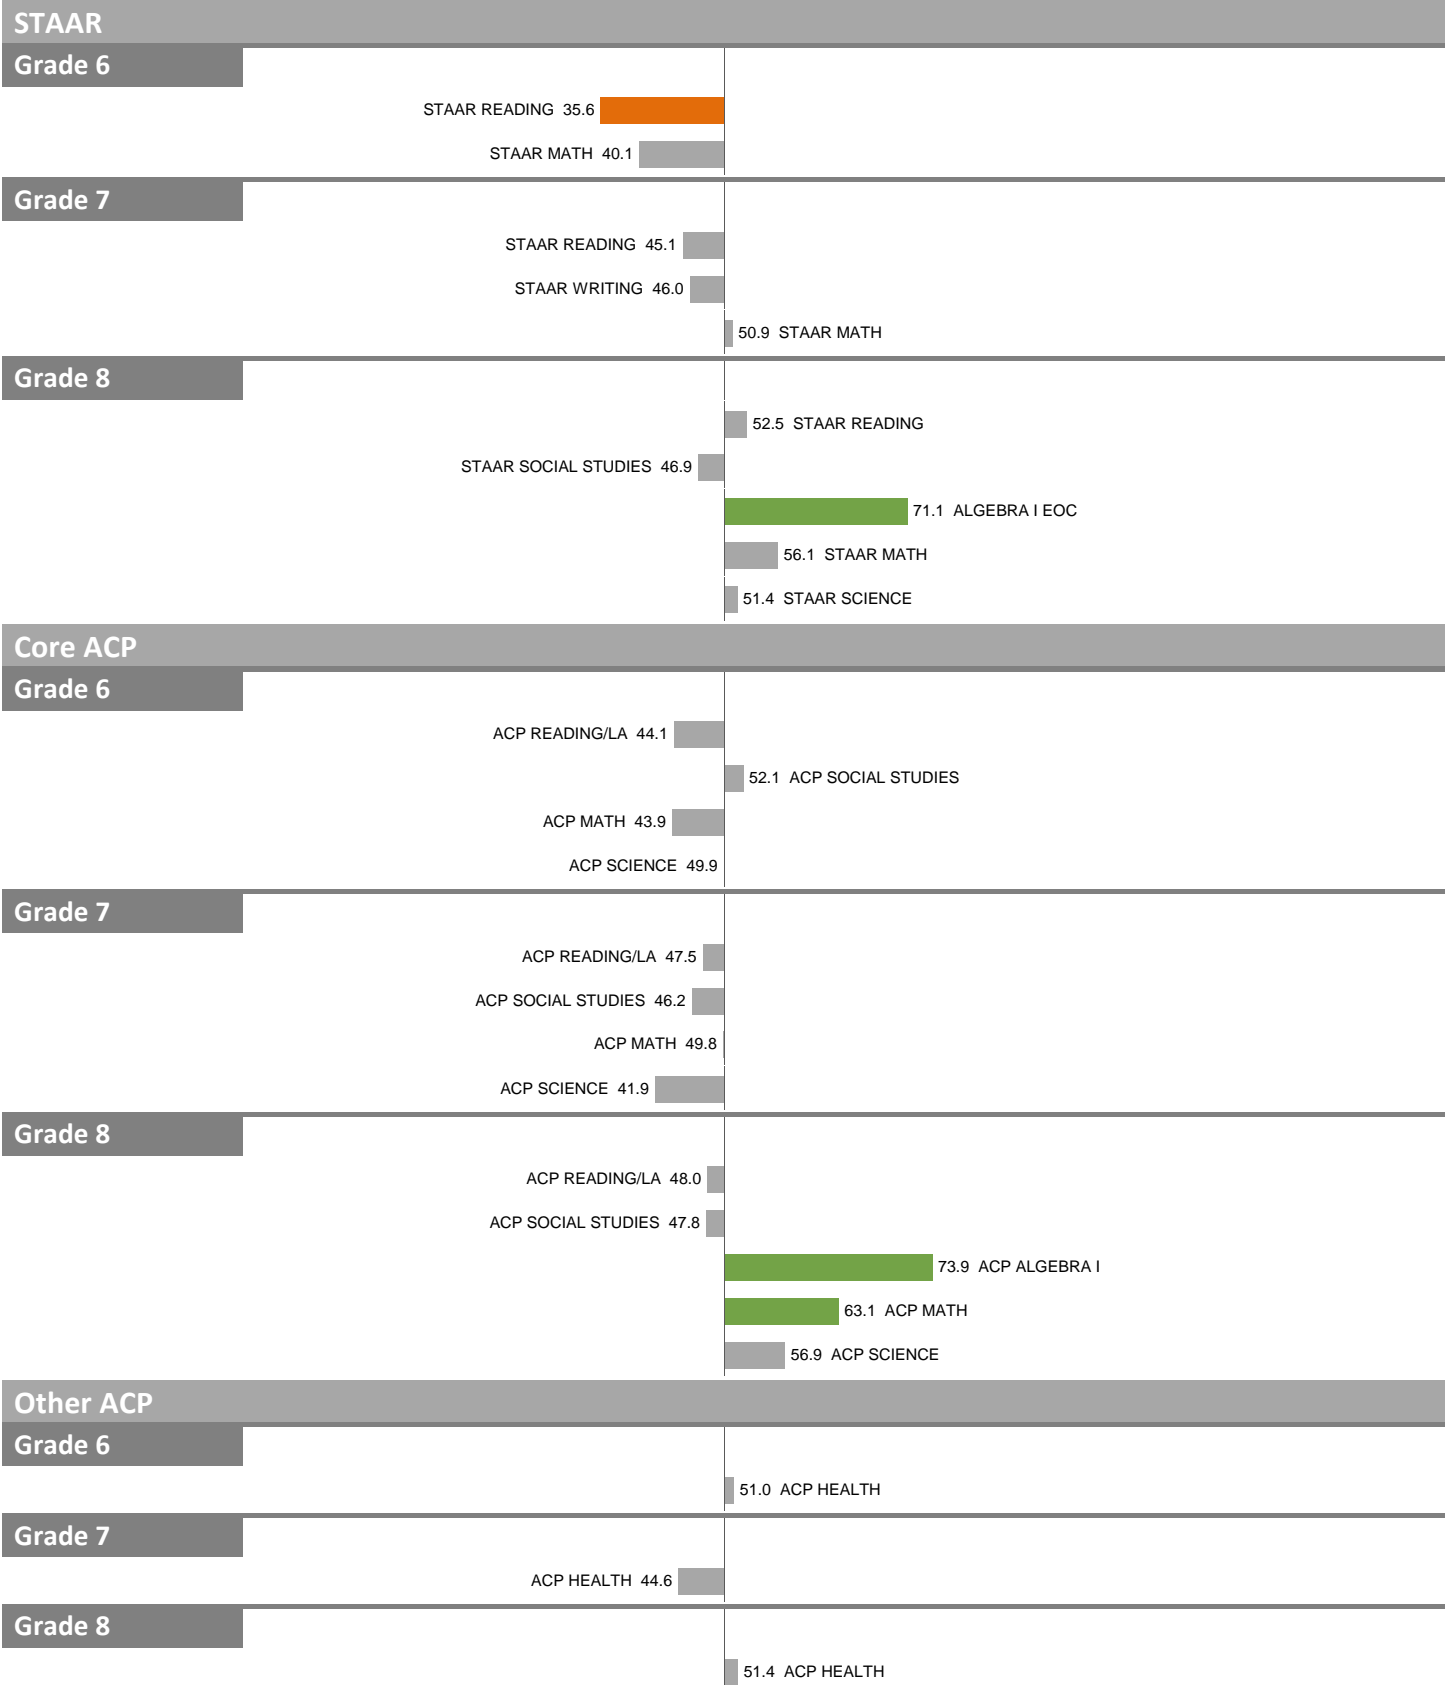 STAAR
Grade 6
STAAR READING 35.6
STAAR MATH 40.1
Grade 7
STAAR READING 45.1
STAAR WRITING 46.0
50.9 STAAR MATH
Grade 8
52.5 STAAR READING
STAAR SOCIAL STUDIES 46.9
71.1 ALGEBRA I EOC
56.1 STAAR MATH
51.4 STAAR SCIENCE
Core ACP
Grade 6
ACP READING/LA 44.1
52.1 ACP SOCIAL STUDIES
ACP MATH 43.9
ACP SCIENCE 49.9
Grade 7
ACP READING/LA 47.5
ACP SOCIAL STUDIES 46.2
ACP MATH 49.8
ACP SCIENCE 41.9
Grade 8
ACP READING/LA 48.0
ACP SOCIAL STUDIES 47.8
73.9 ACP ALGEBRA I
63.1 ACP MATH
56.9 ACP SCIENCE
Other ACP
Grade 6
51.0 ACP HEALTH
Grade 7
ACP HEALTH 44.6
Grade 8
51.4 ACP HEALTH